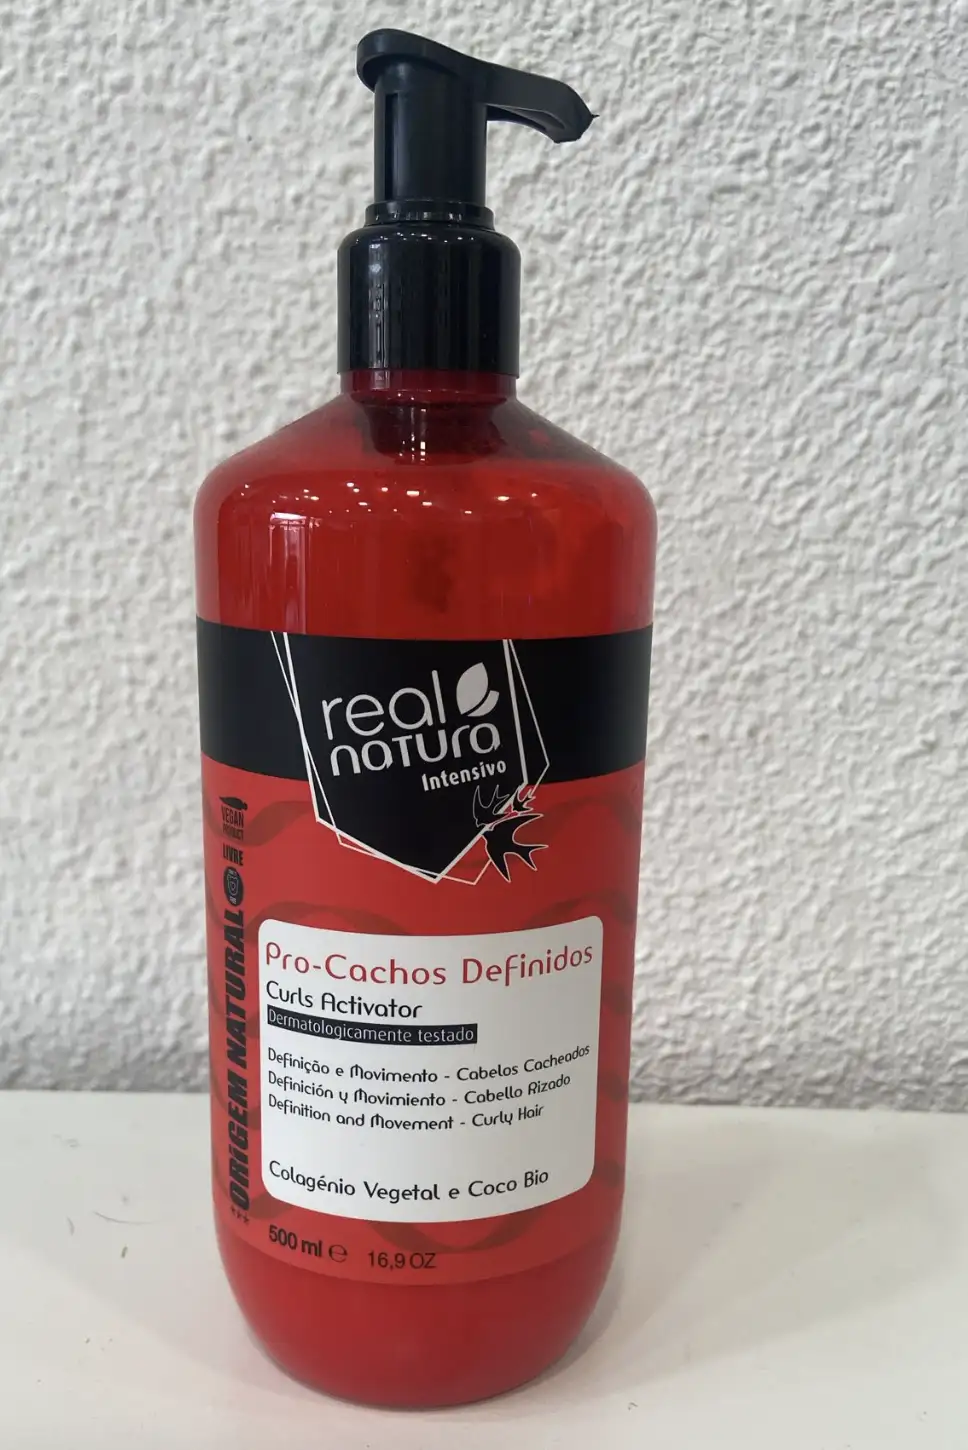 real
natura
Intensivo
VEGAN
PRODUCT
LIVRE
ORIGEM NATURAL
***
Pro-Cachos Definidos
Curls Activator
Dermatologicamente testado
Definição e Movimento - Cabelos Cacheados
Definición y Movimiento - Cabello Rizado
Definition and Movement - Curly Hair
Colagénio Vegetal e Coco Bio
500 ml ℮ 16,9 OZ